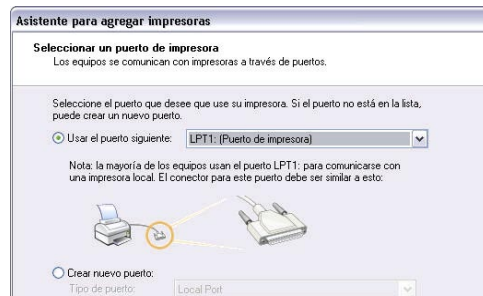 Asistente para agregar impresoras
Seleccionar un puerto de impresora
Los equipos se comunican con impresoras a través de puertos.
Seleccione el puerto que desee que use su impresora. Si el puerto no está en la lista,
puede crear un nuevo puerto.
Usar el puerto siguiente: LPT1: (Puerto de impresora)
Nota: la mayoría de los equipos usan el puerto LPT1: para comunicarse con
una impresora local. El conector para este puerto debe ser similar a esto:
Crear nuevo puerto:
Tipo de puerto: Local Port